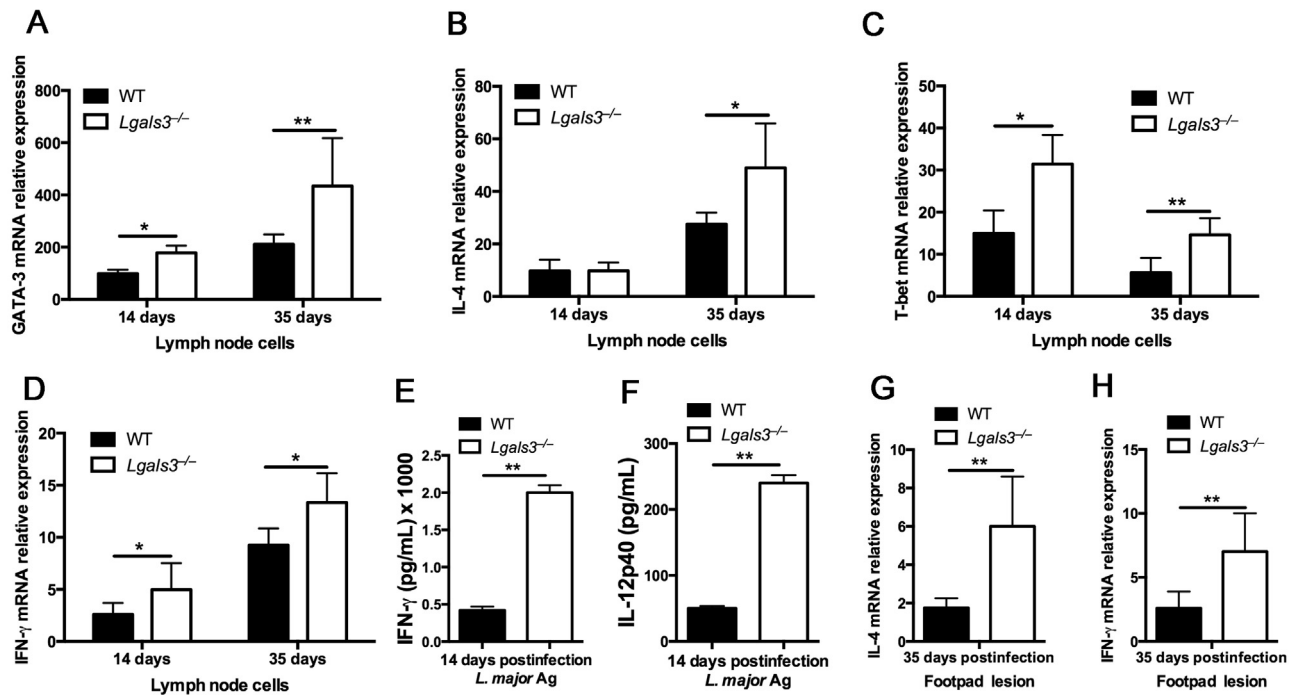 A
GATA-3 mRNA relative expression
800
600
400
200
0
WT
Lgals3–/–
*
**
14 days
35 days
Lymph node cells
B
IL-4 mRNA relative expression
80
60
40
20
0
WT
Lgals3–/–
*
14 days
35 days
Lymph node cells
C
T-bet mRNA relative expression
50
40
30
20
10
0
WT
Lgals3–/–
*
**
14 days
35 days
Lymph node cells
D
IFN-γ mRNA relative expression
20
15
10
5
0
WT
Lgals3–/–
*
*
14 days
35 days
Lymph node cells
E
IFN-γ (pg/mL) x 1000
2.5
2.0
1.5
1.0
0.5
0.0
WT
Lgals3–/–
**
14 days postinfection
L. major Ag
F
IL-12p40 (pg/mL)
300
250
200
150
100
50
0
WT
Lgals3–/–
**
14 days postinfection
L. major Ag
G
IL-4 mRNA relative expression
10
8
6
4
2
0
WT
Lgals3–/–
**
35 days postinfection
Footpad lesion
H
IFN-γ mRNA relative expression
15
10
5
0
WT
Lgals3–/–
**
35 days postinfection
Footpad lesion